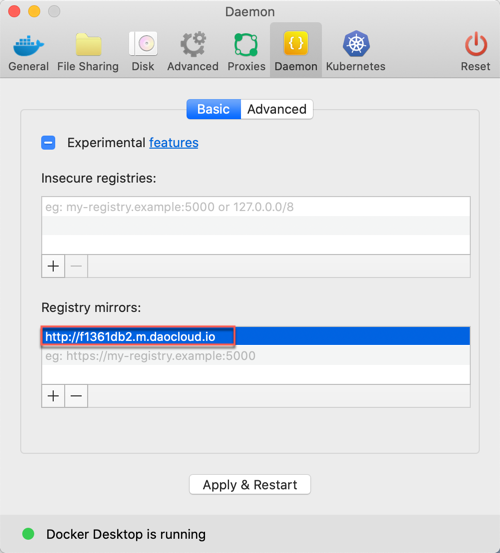 Daemon
General File Sharing Disk Advanced Proxies Daemon Kubernetes Reset
Basic Advanced
Experimental features
Insecure registries:
eg: my-registry.example:5000 or 127.0.0.0/8
Registry mirrors:
http://f1361db2.m.daocloud.io
eg: https://my-registry.example:5000
Apply & Restart
Docker Desktop is running